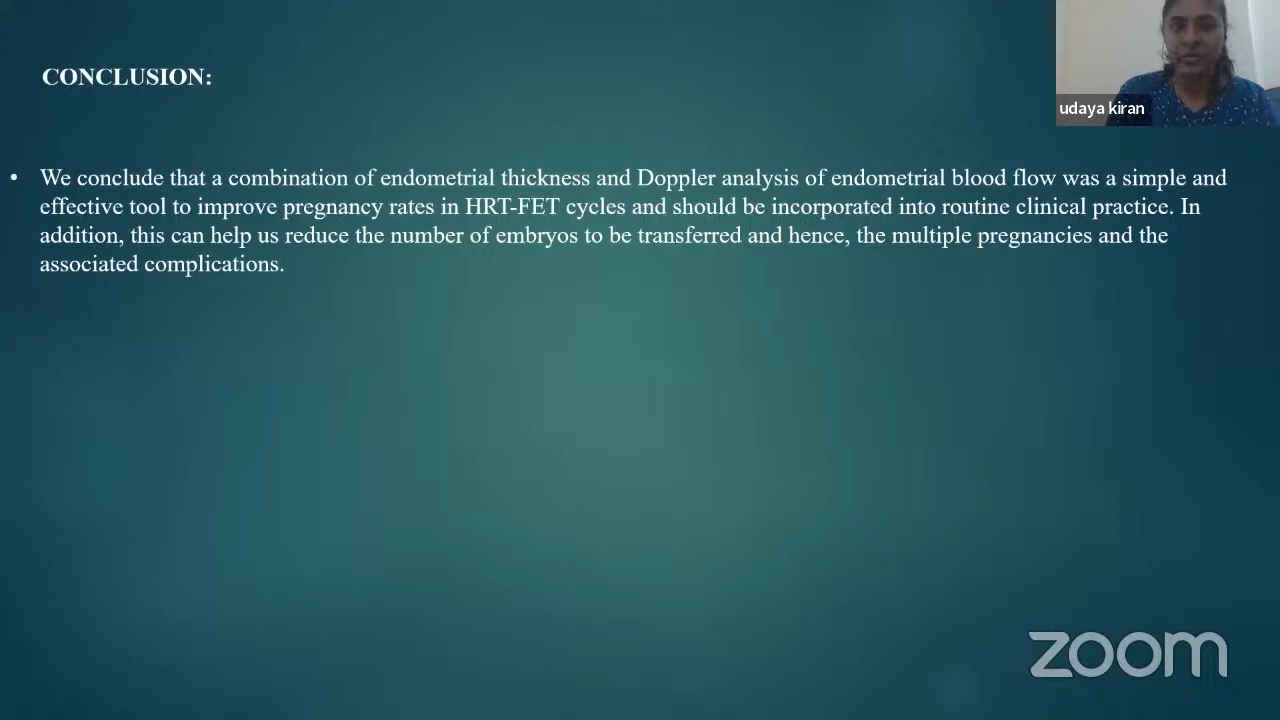 CONCLUSION:
udaya kiran
• We conclude that a combination of endometrial thickness and Doppler analysis of endometrial blood flow was a simple and
effective tool to improve pregnancy rates in HRT-FET cycles and should be incorporated into routine clinical practice. In
addition, this can help us reduce the number of embryos to be transferred and hence, the multiple pregnancies and the
associated complications.
zoom